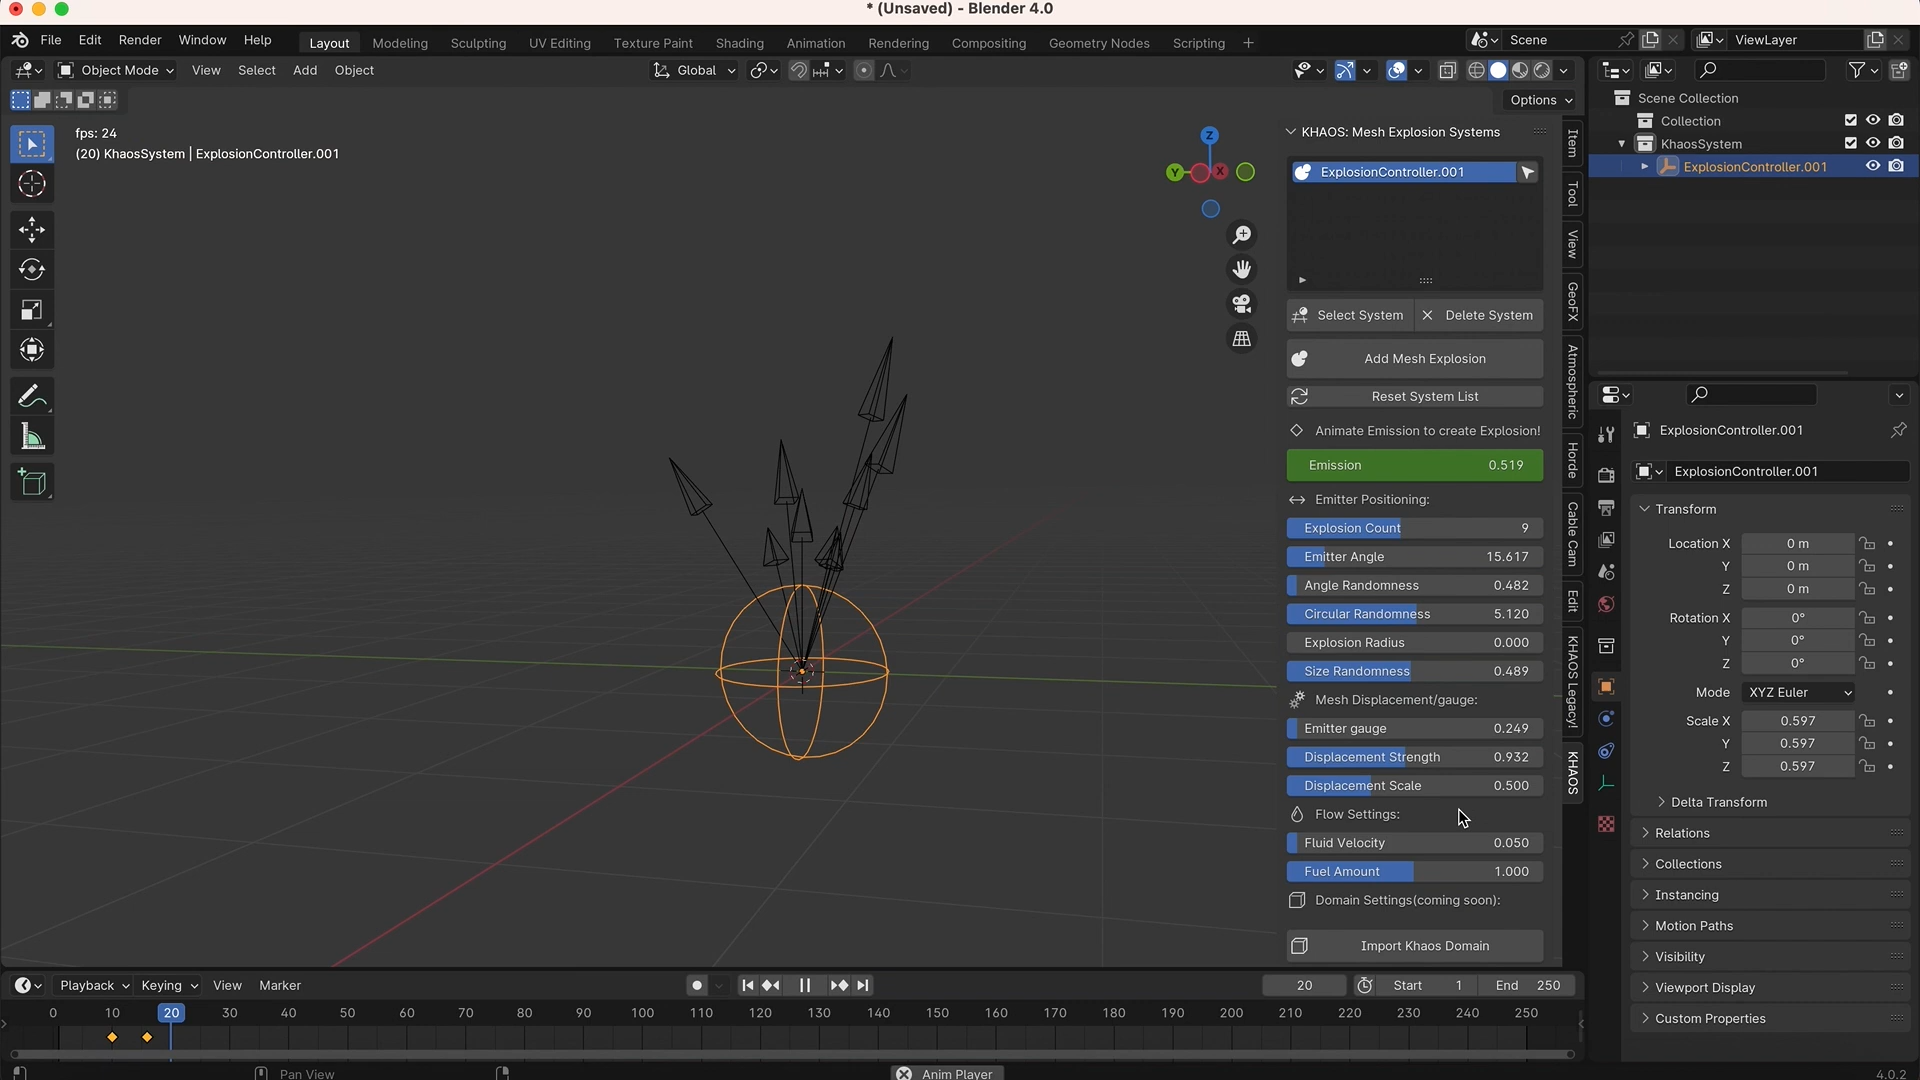 * (Unsaved) - Blender 4.0
File Edit Render Window Help
Layout Modeling Sculpting UV Editing Texture Paint Shading Animation Rendering Compositing Geometry Nodes Scripting
Scene
ViewLayer
Object Mode View Select Add Object
Global
Options
fps: 24
(20) KhaosSystem | ExplosionController.001
Z
Y
X
KHAOS: Mesh Explosion Systems
ExplosionController.001
Select System
Delete System
Add Mesh Explosion
Reset System List
Animate Emission to create Explosion!
Emission 0.519
Emitter Positioning:
Explosion Count 9
Emitter Angle 15.617
Angle Randomness 0.482
Circular Randomness 5.120
Explosion Radius 0.000
Size Randomness 0.489
Mesh Displacement/gauge:
Emitter gauge 0.249
Displacement Strength 0.932
Displacement Scale 0.500
Flow Settings:
Fluid Velocity 0.050
Fuel Amount 1.000
Domain Settings(coming soon):
Import Khaos Domain
Item
Tool
View
GeoFX
Atmospheric
Horde
Cable Cam
Edit
KHAOS Legacy!
KHAOS
Scene Collection
Collection
KhaosSystem
ExplosionController.001
ExplosionController.001
ExplosionController.001
Transform
Location X 0 m
Y 0 m
Z 0 m
Rotation X 0°
Y 0°
Z 0°
Mode XYZ Euler
Scale X 0.597
Y 0.597
Z 0.597
Delta Transform
Relations
Collections
Instancing
Motion Paths
Visibility
Viewport Display
Custom Properties
Playback Keying View Marker
20
Start 1
End 250
0 10 20 30 40 50 60 70 80 90 100 110 120 130 140 150 160 170 180 190 200 210 220 230 240 250
Pan View
Anim Player
4.0.2